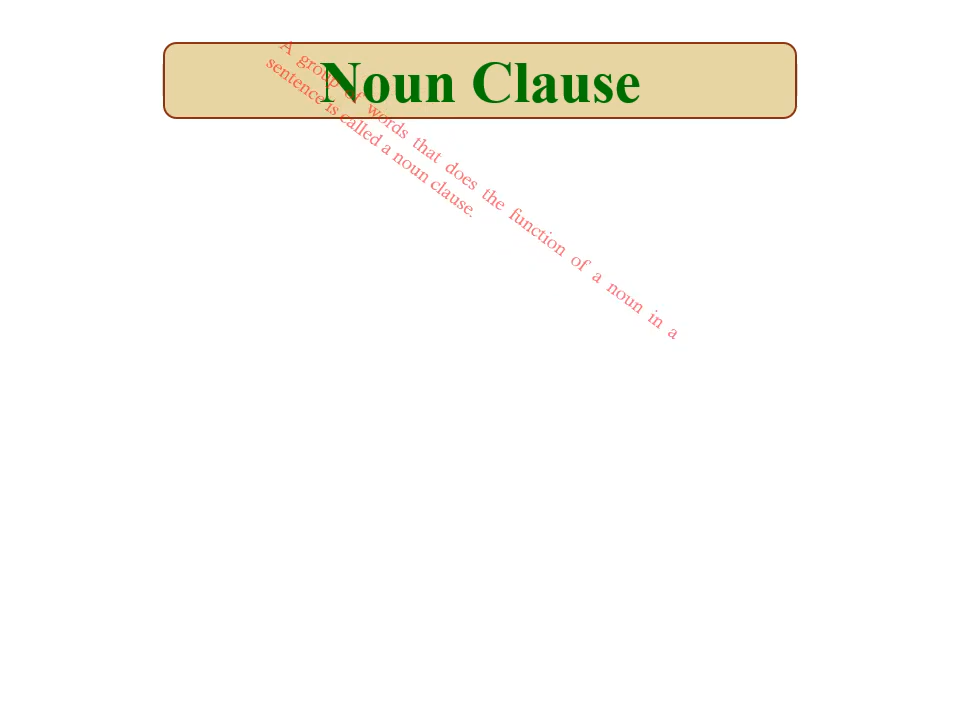 Noun Clause
A group of words that does the function of a noun in a
sentence is called a noun clause.